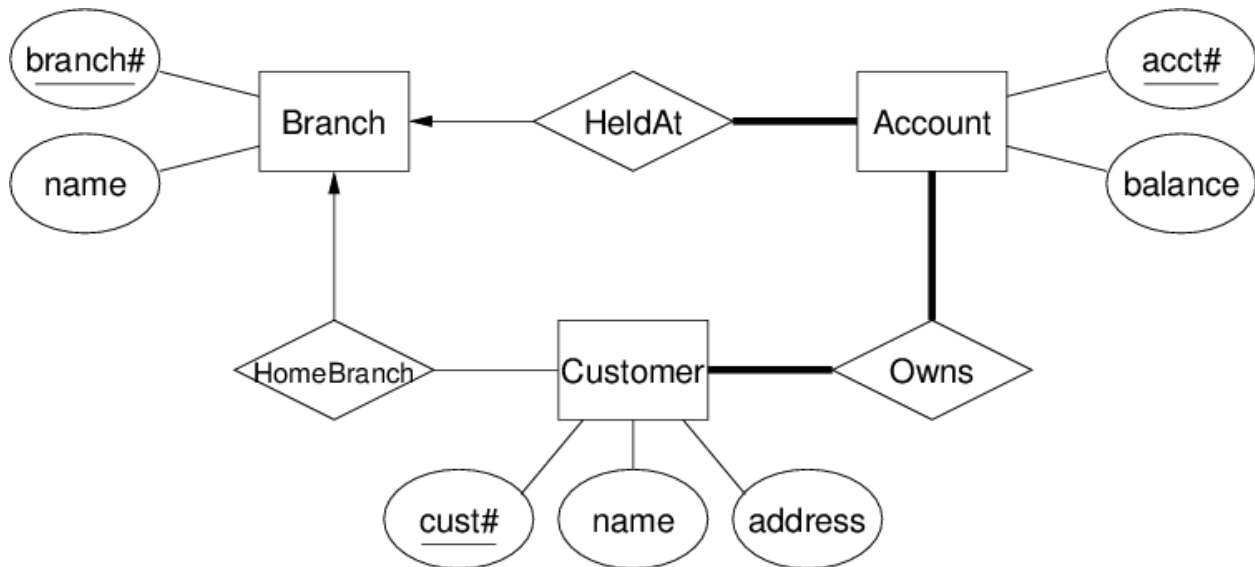 branch#
acct#
Branch
HeldAt
Account
name
balance
HomeBranch
Customer
Owns
cust#
name
address